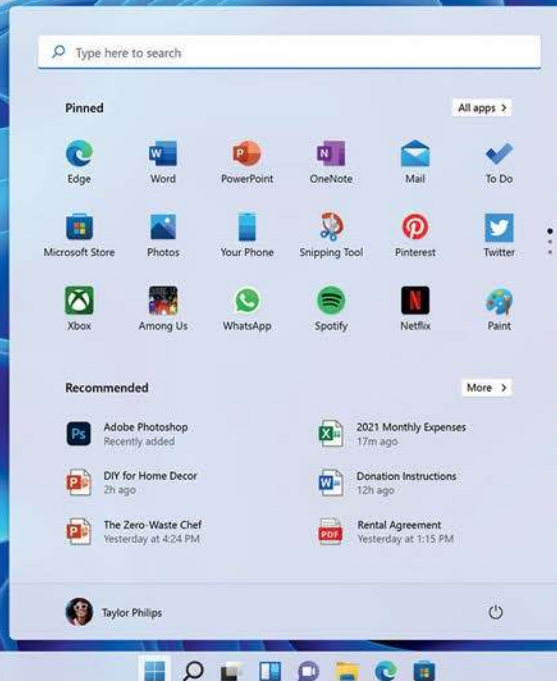 Type here to search
Pinned
All apps >
Edge
Word
PowerPoint
OneNote
Mail
To Do
Microsoft Store
Photos
Your Phone
Snipping Tool
Pinterest
Twitter
Xbox
Among Us
WhatsApp
Spotify
Netflix
Paint
Recommended
More >
Adobe Photoshop
Recently added
2021 Monthly Expenses
17m ago
DIY for Home Decor
2h ago
Donation Instructions
12h ago
The Zero-Waste Chef
Yesterday at 4:24 PM
Rental Agreement
Yesterday at 1:15 PM
Taylor Philips
W
P
N
N
Ps
X
P
W
P
PDF